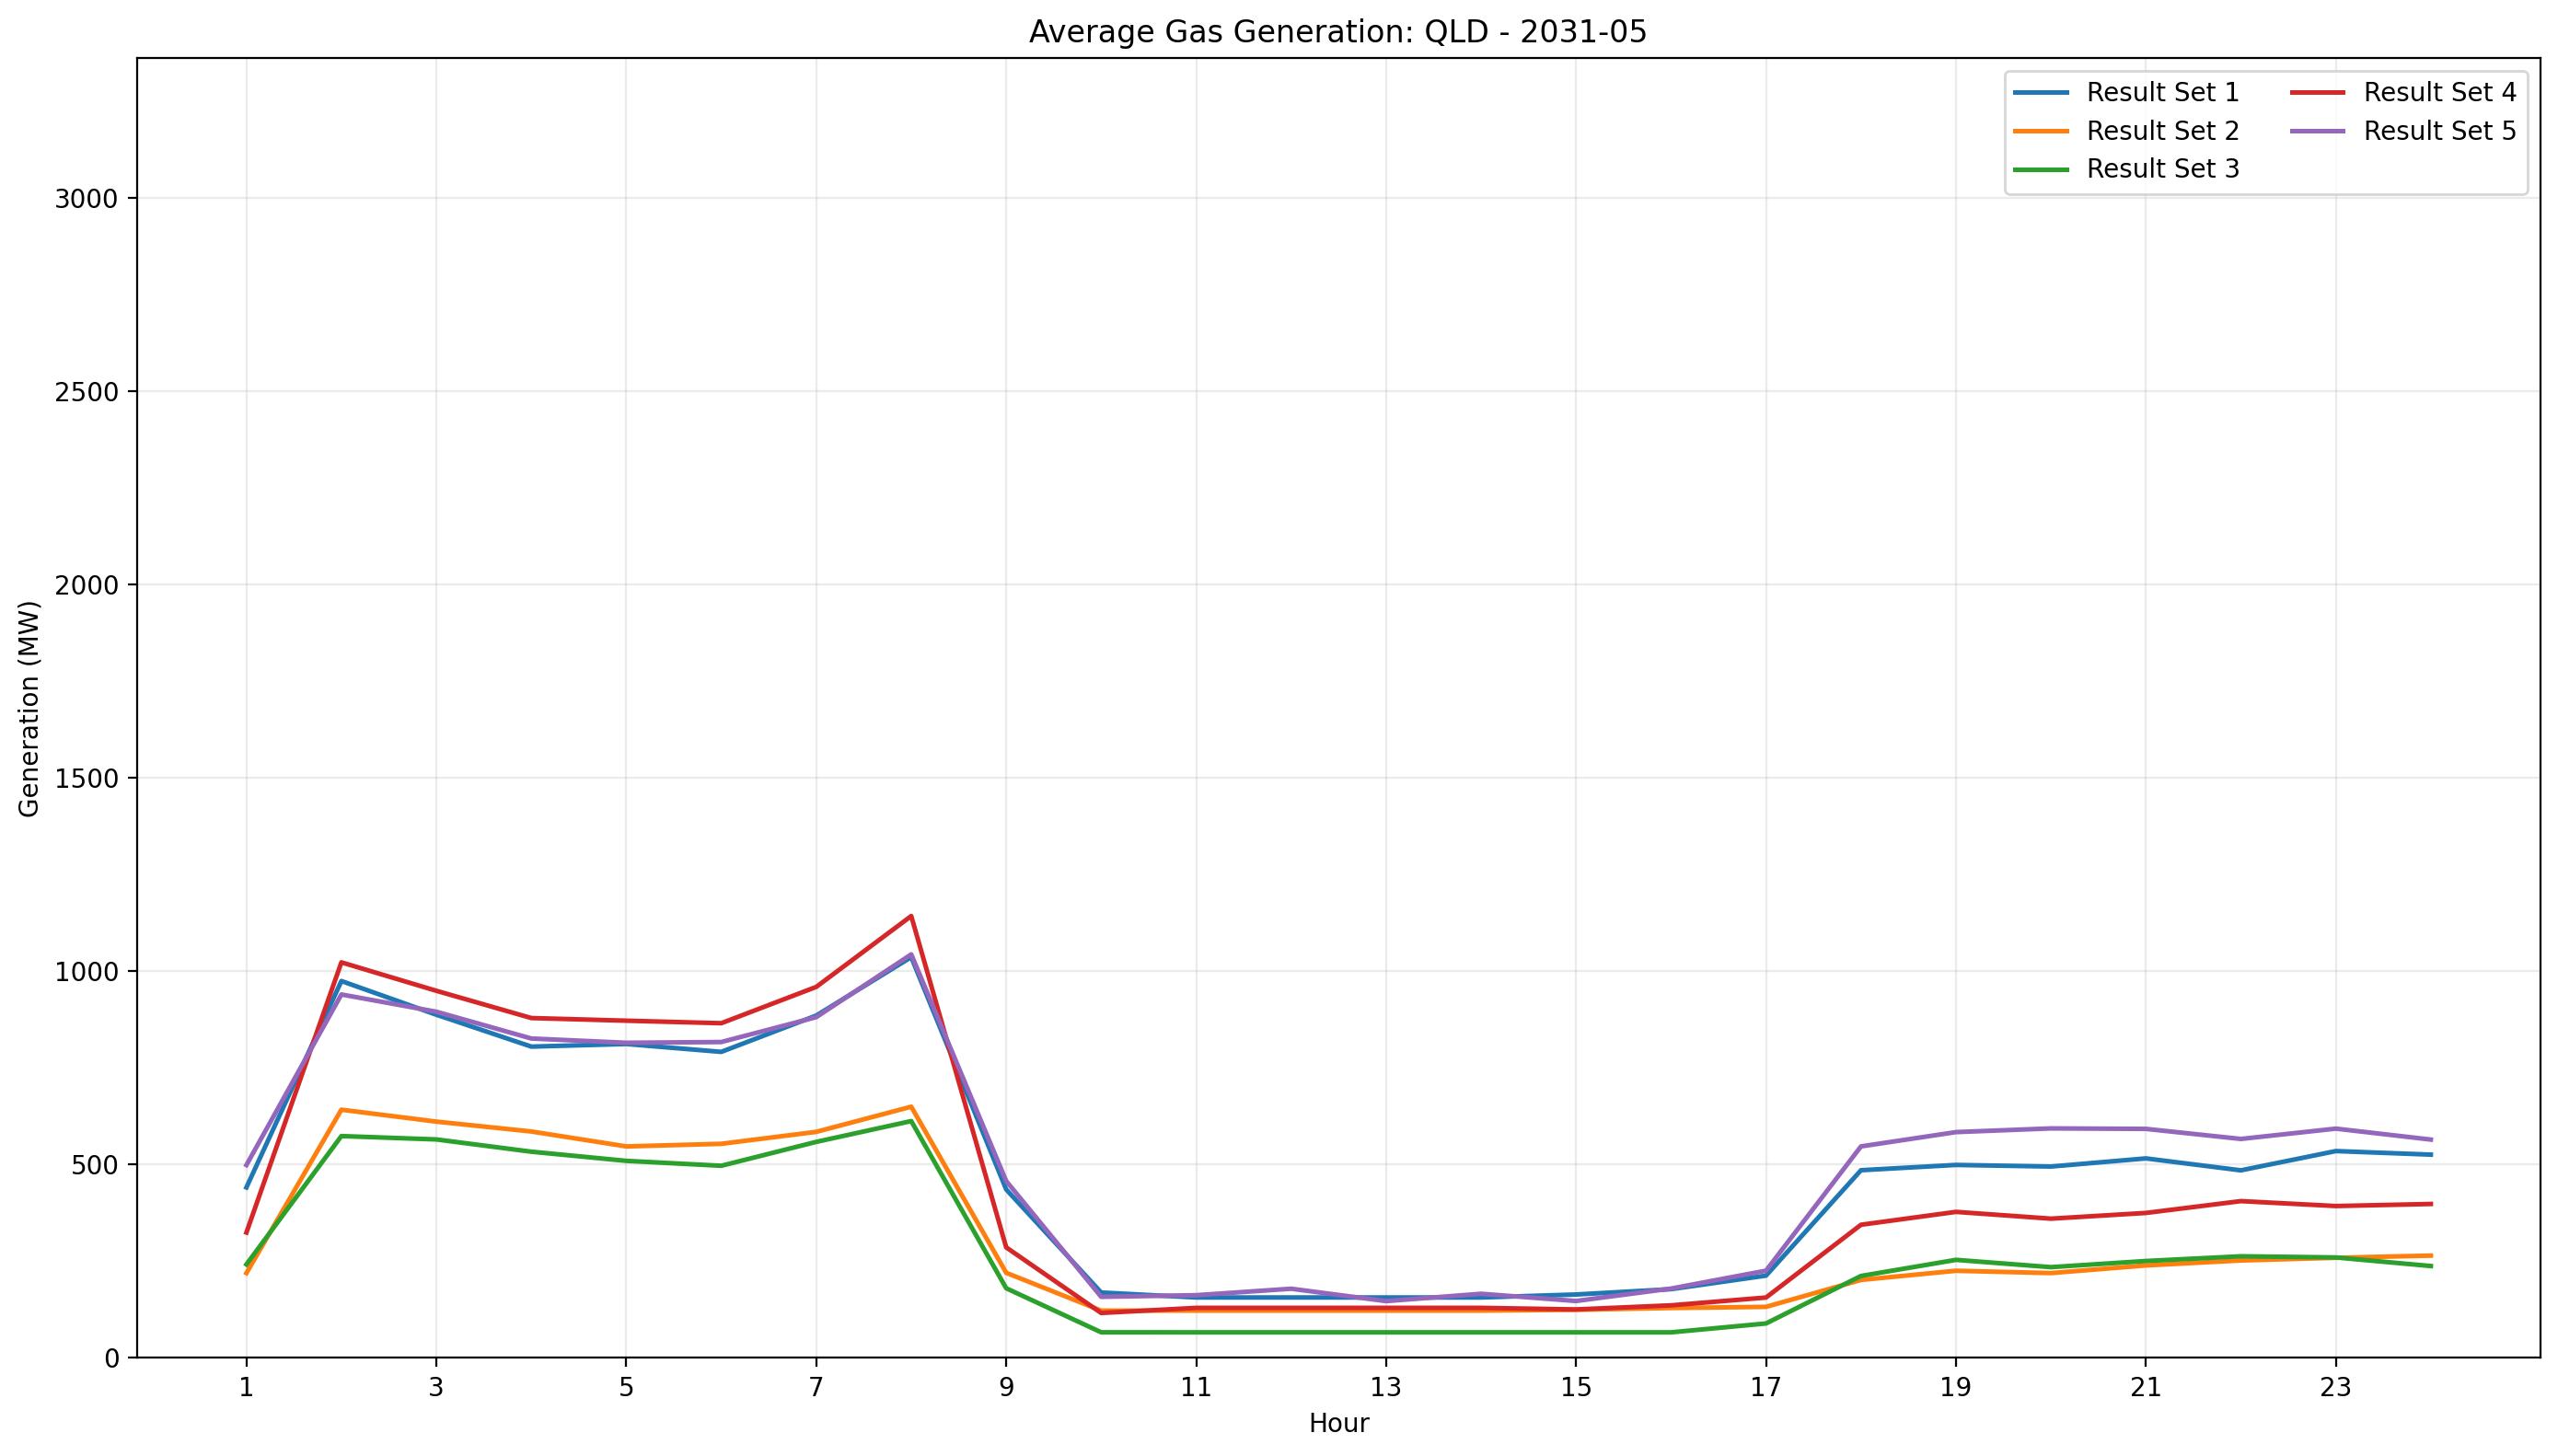 Average Gas Generation: QLD - 2031-05
Result Set 1
Result Set 2
Result Set 3
Result Set 4
Result Set 5
Generation (MW)
3000
2500
2000
1500
1000
500
0
1 3 5 7 9 11 13 15 17 19 21 23
Hour